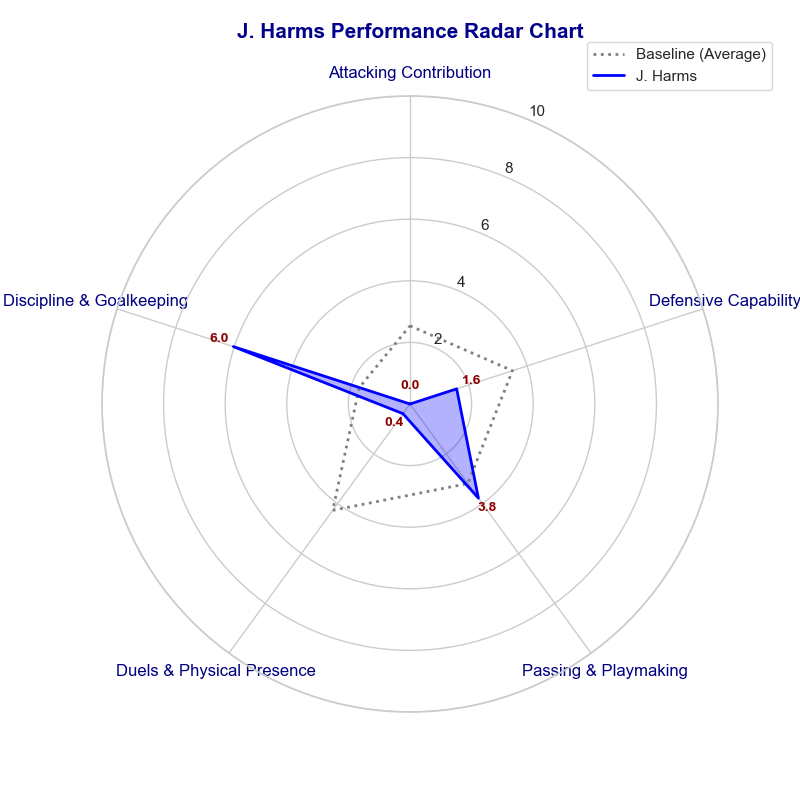 J. Harms Performance Radar Chart
Baseline (Average)
J. Harms
Attacking Contribution
10
8
6
4
2
Discipline & Goalkeeping
Defensive Capability
6.0
0.0
1.6
0.4
3.8
Duels & Physical Presence
Passing & Playmaking